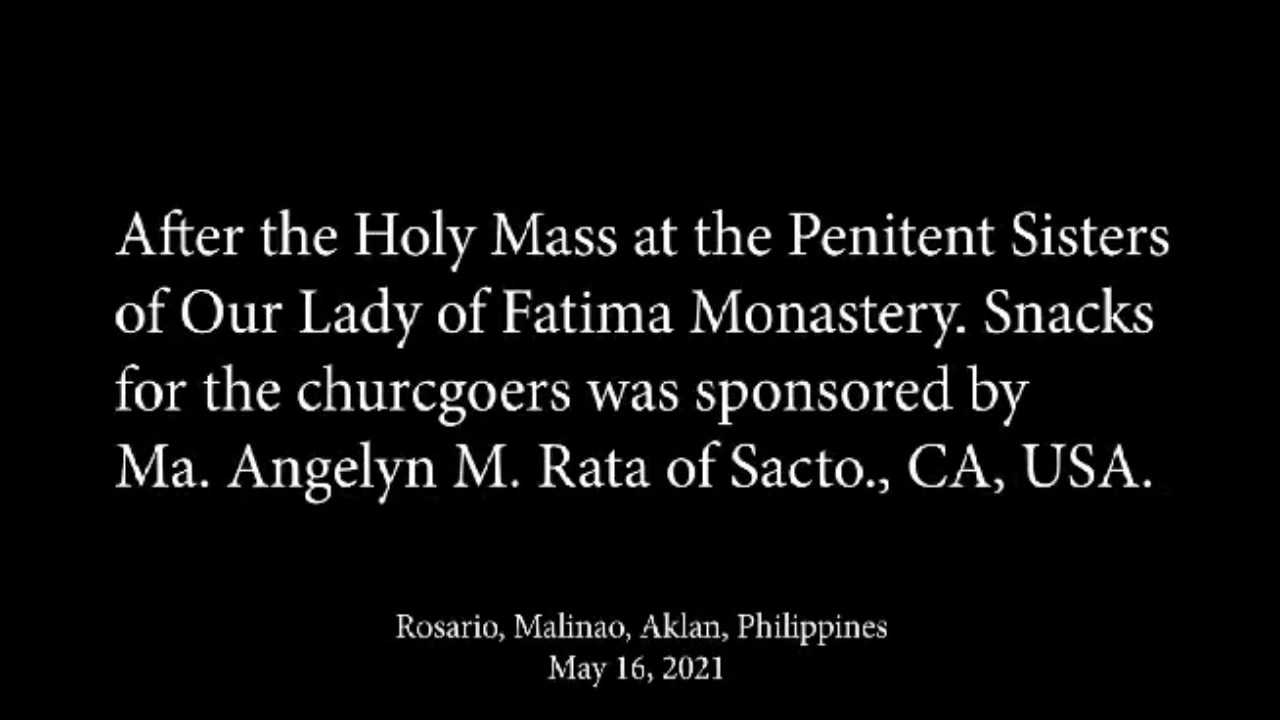 After the Holy Mass at the Penitent Sisters
of Our Lady of Fatima Monastery. Snacks
for the churcgoers was sponsored by
Ma. Angelyn M. Rata of Sacto., CA, USA.
Rosario, Malinao, Aklan, Philippines
May 16, 2021